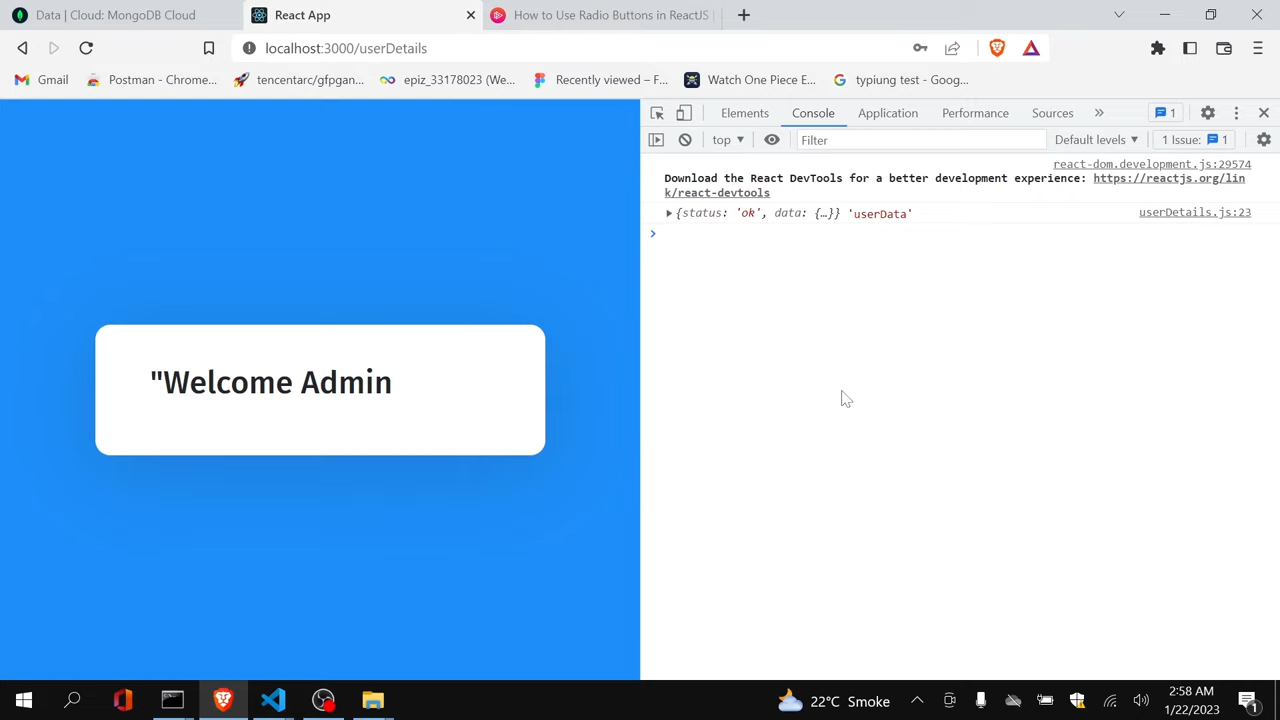 Data | Cloud: MongoDB Cloud
React App
How to Use Radio Buttons in ReactJS
localhost:3000/userDetails
Gmail
Postman - Chrome...
tencentarc/gfpgan...
epiz_33178023 (We...
Recently viewed – F...
Watch One Piece E...
typiung test - Goog...
Elements
Console
Application
Performance
Sources
1
top
Filter
Default levels
1 Issue:
1
react-dom.development.js:29574
Download the React DevTools for a better development experience: https://reactjs.org/lin
k/react-devtools
{status: 'ok', data: {…}} 'userData'
userDetails.js:23
"Welcome Admin
22°C Smoke
2:58 AM
1/22/2023
1